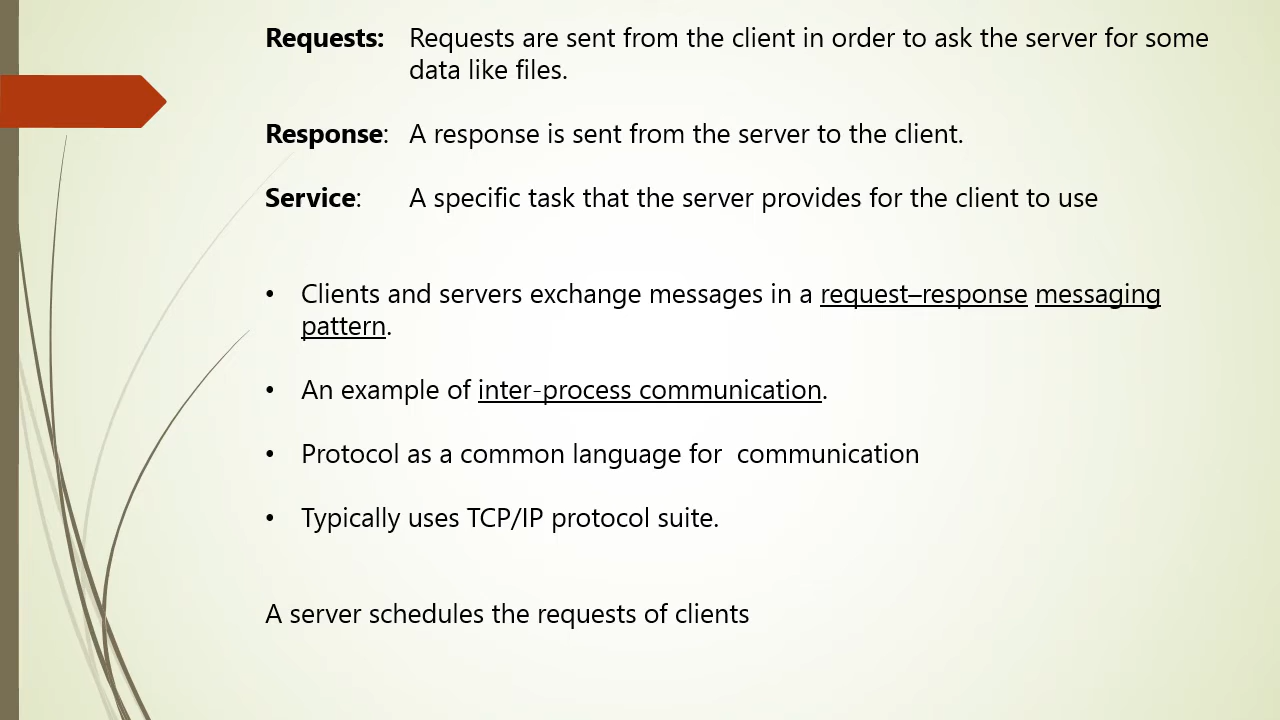 Requests: Requests are sent from the client in order to ask the server for some
data like files.
Response: A response is sent from the server to the client.
Service: A specific task that the server provides for the client to use
• Clients and servers exchange messages in a request–response messaging
pattern.
• An example of inter-process communication.
• Protocol as a common language for  communication
• Typically uses TCP/IP protocol suite.
A server schedules the requests of clients